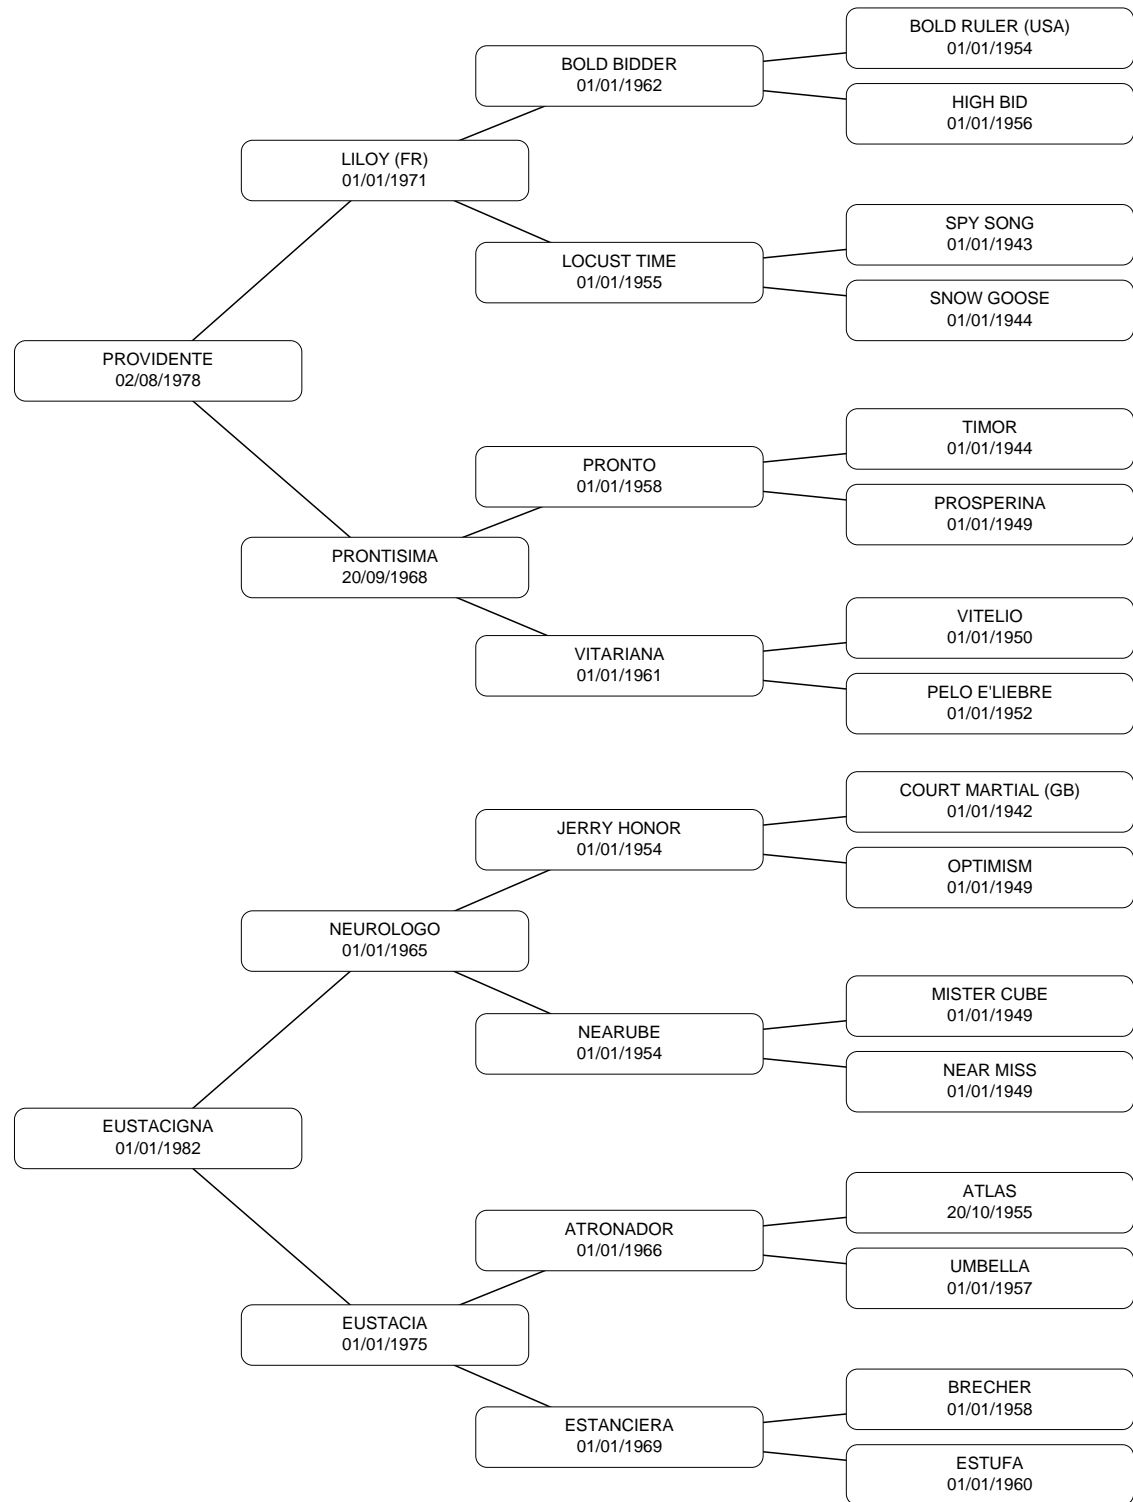 BOLD RULER (USA)
01/01/1954
BOLD BIDDER
01/01/1962
HIGH BID
01/01/1956
LILOY (FR)
01/01/1971
SPY SONG
01/01/1943
LOCUST TIME
01/01/1955
SNOW GOOSE
01/01/1944
PROVIDENTE
02/08/1978
TIMOR
01/01/1944
PRONTO
01/01/1958
PROSPERINA
01/01/1949
PRONTISIMA
20/09/1968
VITELIO
01/01/1950
VITARIANA
01/01/1961
PELO E'LIEBRE
01/01/1952
COURT MARTIAL (GB)
01/01/1942
JERRY HONOR
01/01/1954
OPTIMISM
01/01/1949
NEUROLOGO
01/01/1965
MISTER CUBE
01/01/1949
NEARUBE
01/01/1954
NEAR MISS
01/01/1949
EUSTACIGNA
01/01/1982
ATLAS
20/10/1955
ATRONADOR
01/01/1966
UMBELLA
01/01/1957
EUSTACIA
01/01/1975
BRECHER
01/01/1958
ESTANCIERA
01/01/1969
ESTUFA
01/01/1960